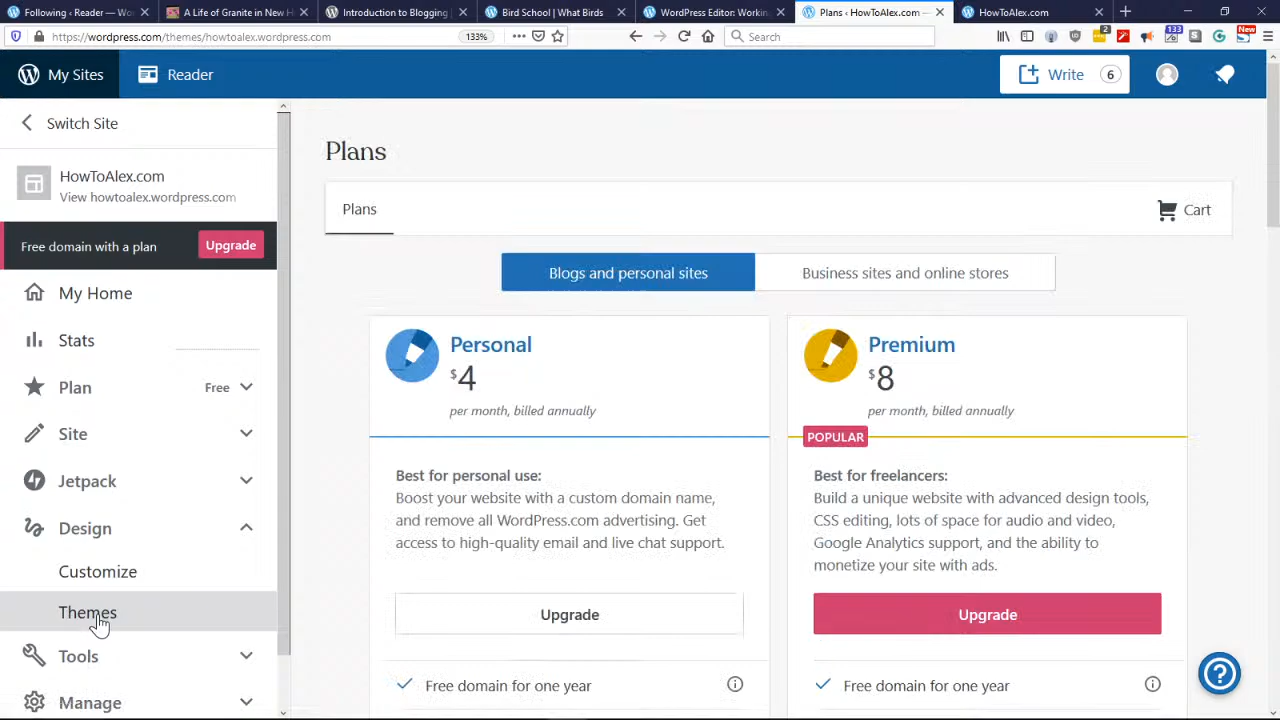 Reader ‹ Following — Wo
A Life of Granite in New H
Introduction to Blogging |
Bird School | What Birds
WordPress Editor: Working
Plans ‹ HowToAlex.com —
HowToAlex.com
https://wordpress.com/themes/howtoalex.wordpress.com
133%
Search
2
133
New
My Sites
Reader
Write
6
Switch Site
HowToAlex.com
View howtoalex.wordpress.com
Free domain with a plan
Upgrade
My Home
Stats
Plan
Free
Site
Jetpack
Design
Customize
Themes
Tools
Manage
Plans
Plans
Cart
Blogs and personal sites
Business sites and online stores
Personal
$4
per month, billed annually
Best for personal use:
Boost your website with a custom domain name,
and remove all WordPress.com advertising. Get
access to high-quality email and live chat support.
Upgrade
Free domain for one year
Premium
$8
per month, billed annually
POPULAR
Best for freelancers:
Build a unique website with advanced design tools,
CSS editing, lots of space for audio and video,
Google Analytics support, and the ability to
monetize your site with ads.
Upgrade
Free domain for one year